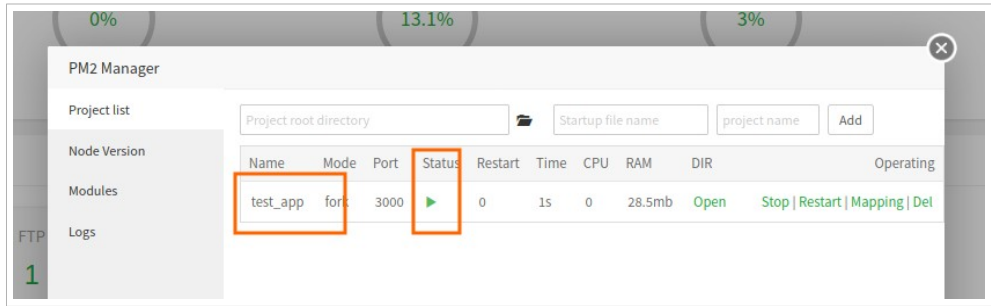 0% 13.1% 3%
PM2 Manager
Project list
Project root directory Startup file name project name Add
Node Version
Name Mode Port Status Restart Time CPU RAM DIR Operating
Modules
test_app fork 3000 0 1s 0 28.5mb Open Stop | Restart | Mapping | Del
Logs
FTP
1